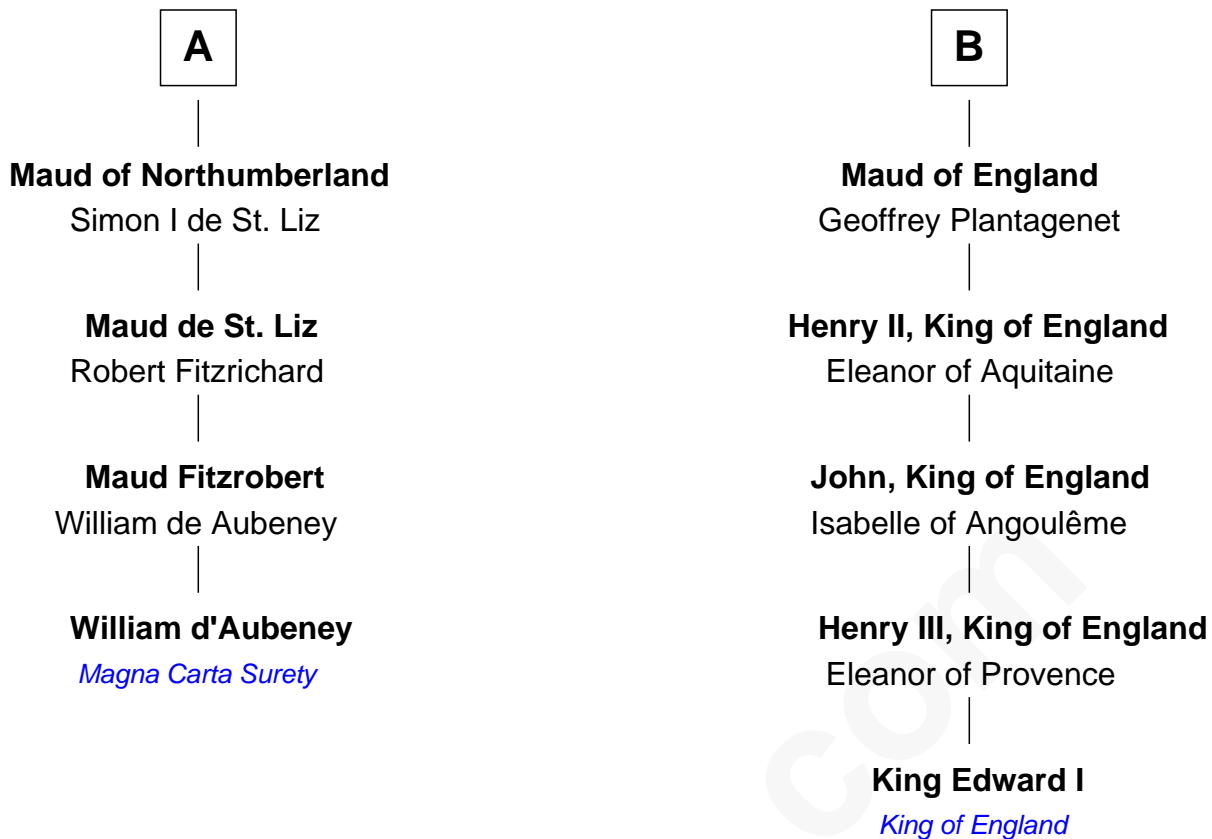 A
Maud of Northumberland
Simon I de St. Liz
Maud de St. Liz
Robert Fitzrichard
Maud Fitzrobert
William de Aubeney
William d'Aubeney
Magna Carta Surety
B
Maud of England
Geoffrey Plantagenet
Henry II, King of England
Eleanor of Aquitaine
John, King of England
Isabelle of Angoulême
Henry III, King of England
Eleanor of Provence
King Edward I
King of England
com